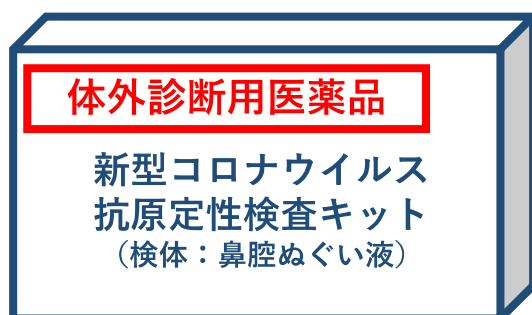 体外診断用医薬品
新型コロナウイルス
抗原定性検査キット
（検体：鼻腔ぬぐい液）